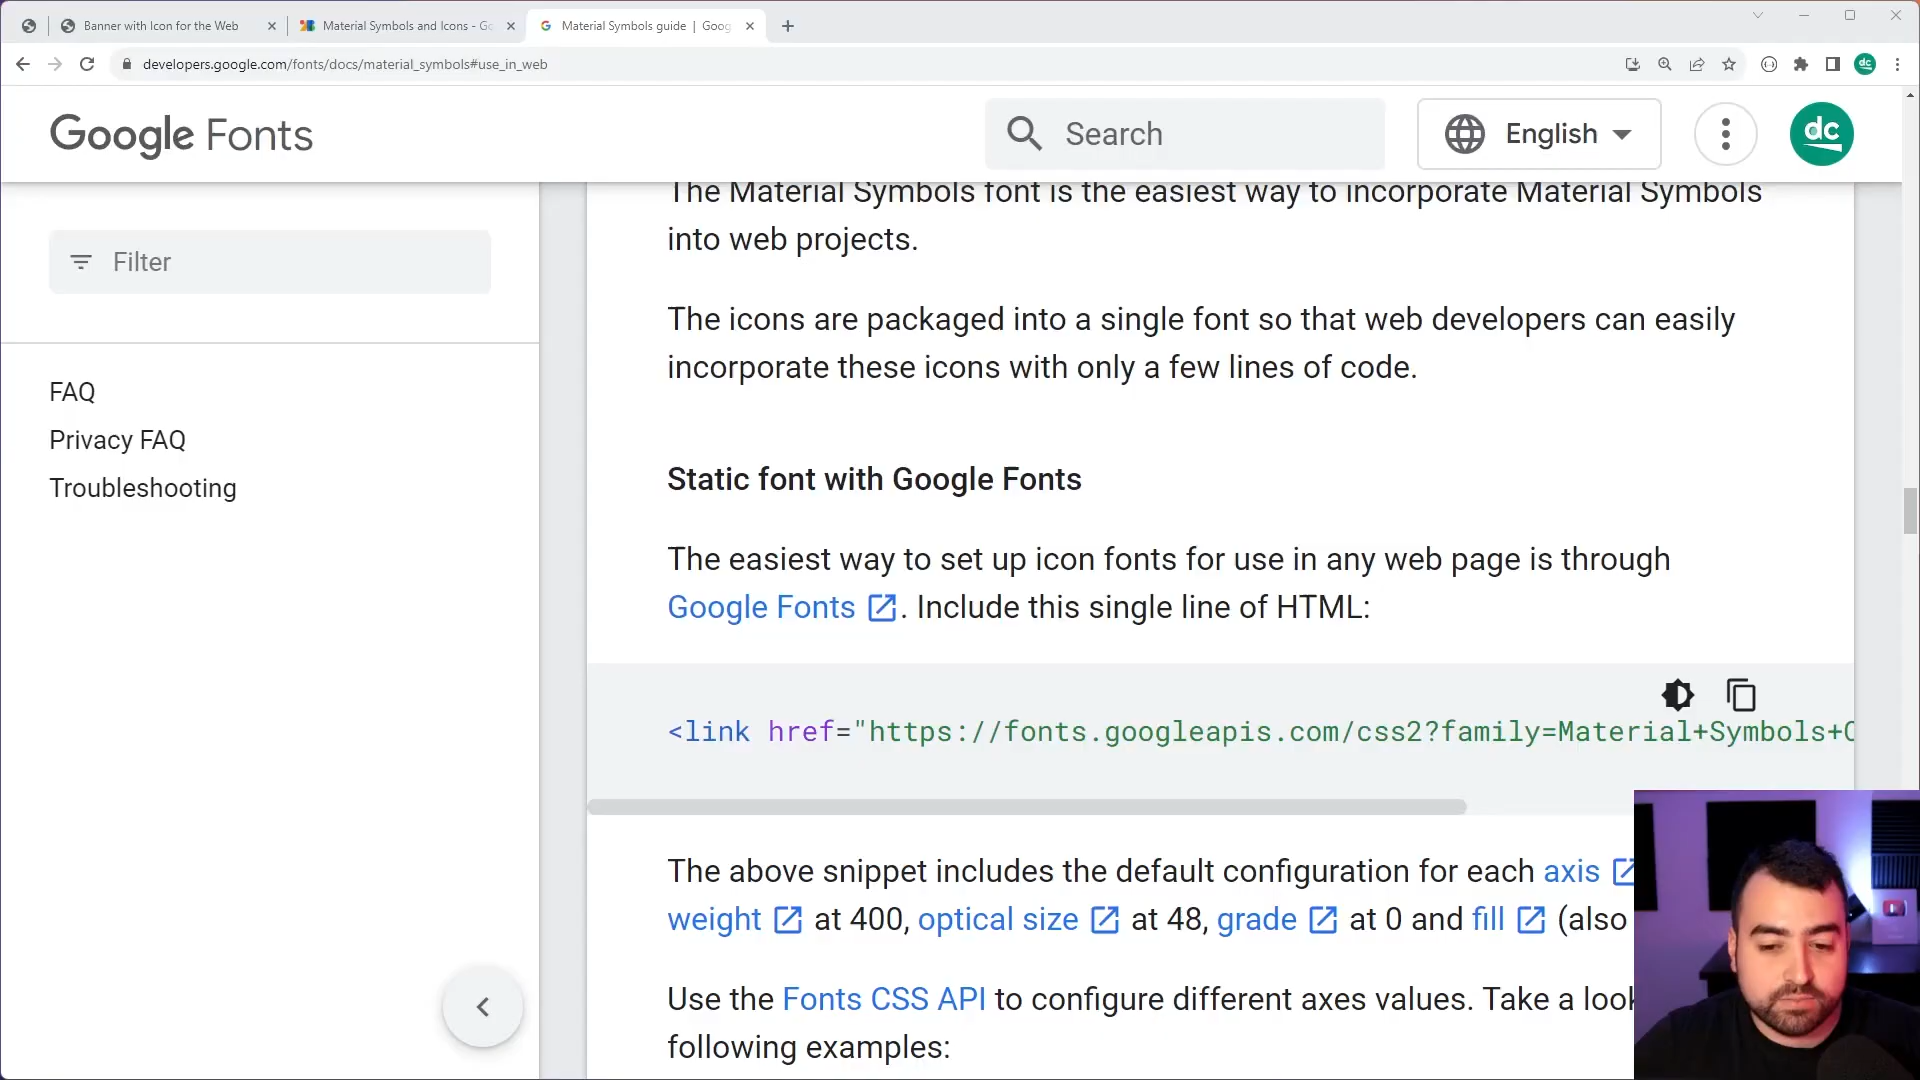 Banner with Icon for the Web
Material Symbols and Icons - Go
Material Symbols guide | Goog
developers.google.com/fonts/docs/material_symbols#use_in_web
dc
Google Fonts
Search
English
dc
The Material Symbols font is the easiest way to incorporate Material Symbols
into web projects.
Filter
The icons are packaged into a single font so that web developers can easily
incorporate these icons with only a few lines of code.
FAQ
Privacy FAQ
Troubleshooting
Static font with Google Fonts
The easiest way to set up icon fonts for use in any web page is through
Google Fonts . Include this single line of HTML:
<link href="https://fonts.googleapis.com/css2?family=Material+Symbols+O
The above snippet includes the default configuration for each axis
weight at 400, optical size at 48, grade at 0 and fill (also
Use the Fonts CSS API to configure different axes values. Take a look
following examples: